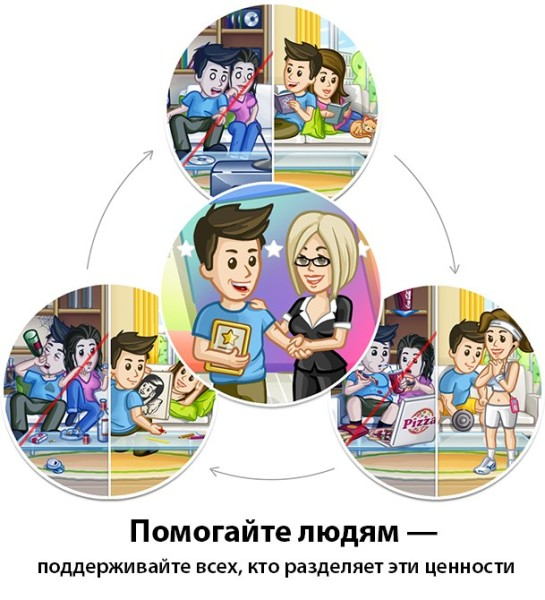 Pizza
Помогайте людям —
поддерживайте всех, кто разделяет эти ценности